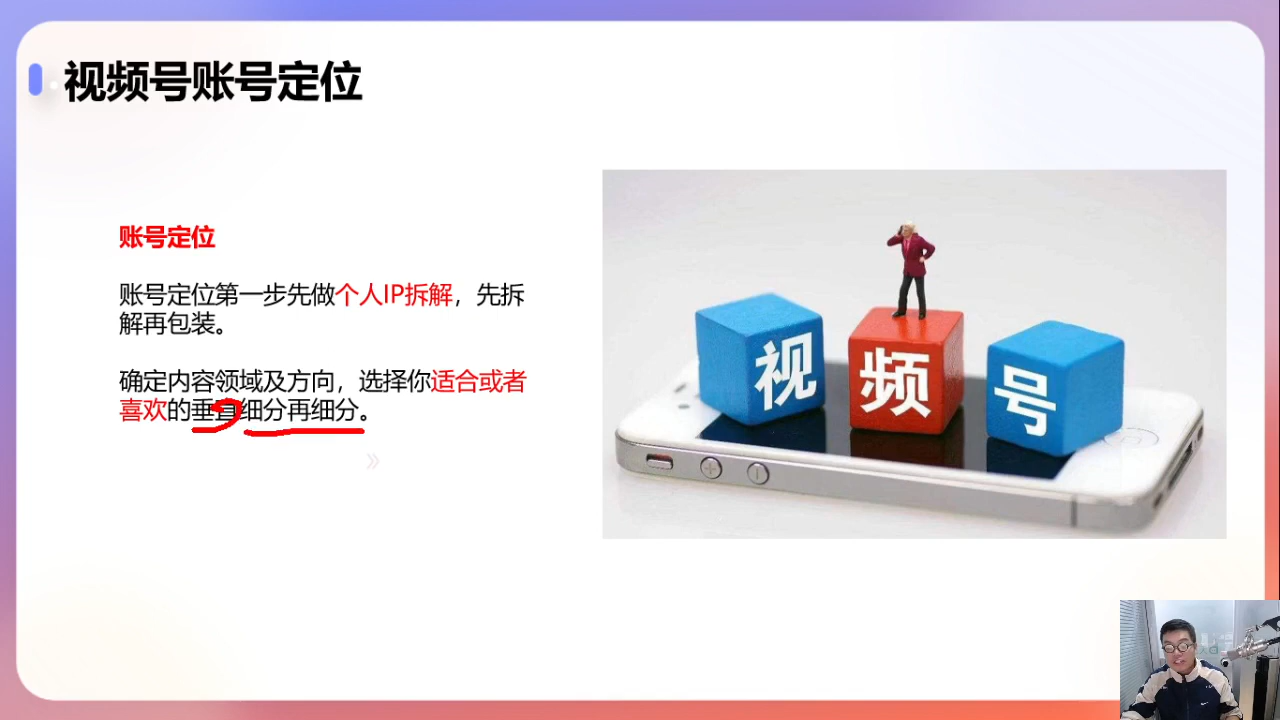 视频号账号定位
账号定位
账号定位第一步先做个人IP拆解，先拆
解再包装。
确定内容领域及方向，选择你适合或者
喜欢的垂直细分再细分。
视 频 号